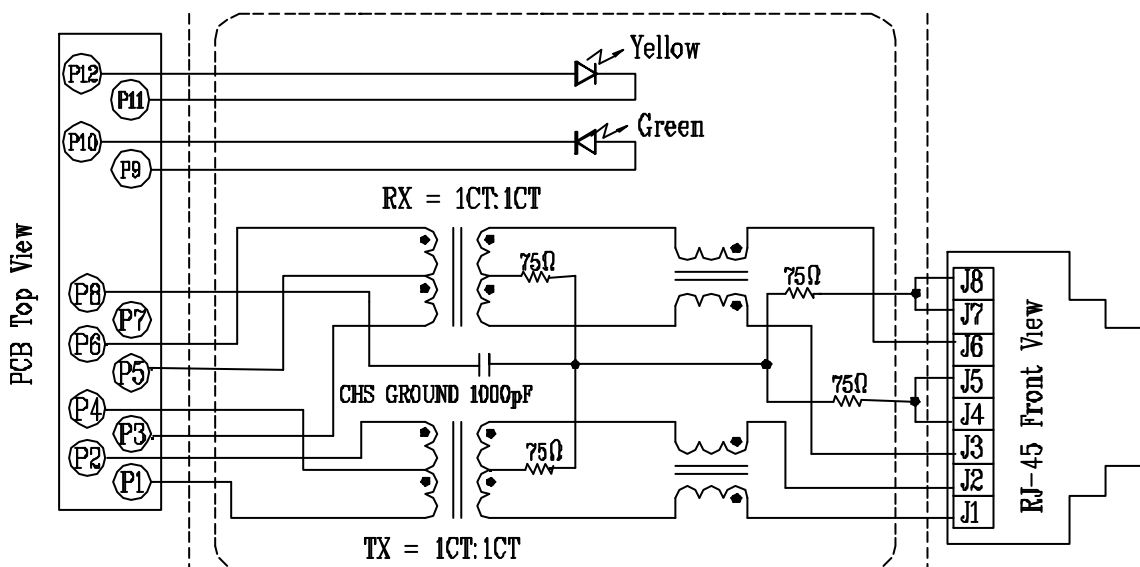 Yellow
P12
P11
Green
P10
P9
RX = 1CT:1CT
PCB Top View
75Ω
75Ω
P8
P7
P6
P5
J8
J7
J6
J5
J4
J3
J2
J1
RJ-45 Front View
CHS GROUND 1000pF
75Ω
P4
P3
P2
P1
75Ω
TX = 1CT:1CT